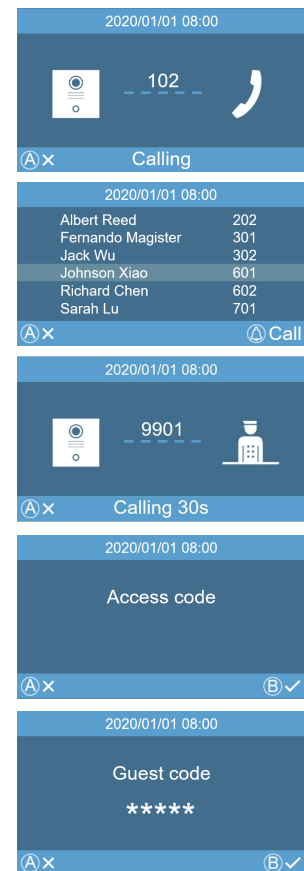 2020/01/01 08:00
102
Ⓐ× Calling
2020/01/01 08:00
Albert Reed 202
Fernando Magister 301
Jack Wu 302
Johnson Xiao 601
Richard Chen 602
Sarah Lu 701
Ⓐ× Call
2020/01/01 08:00
9901
Ⓐ× Calling 30s
2020/01/01 08:00
Access code
Ⓐ× Ⓑ✓
2020/01/01 08:00
Guest code
*****
Ⓐ× Ⓑ✓